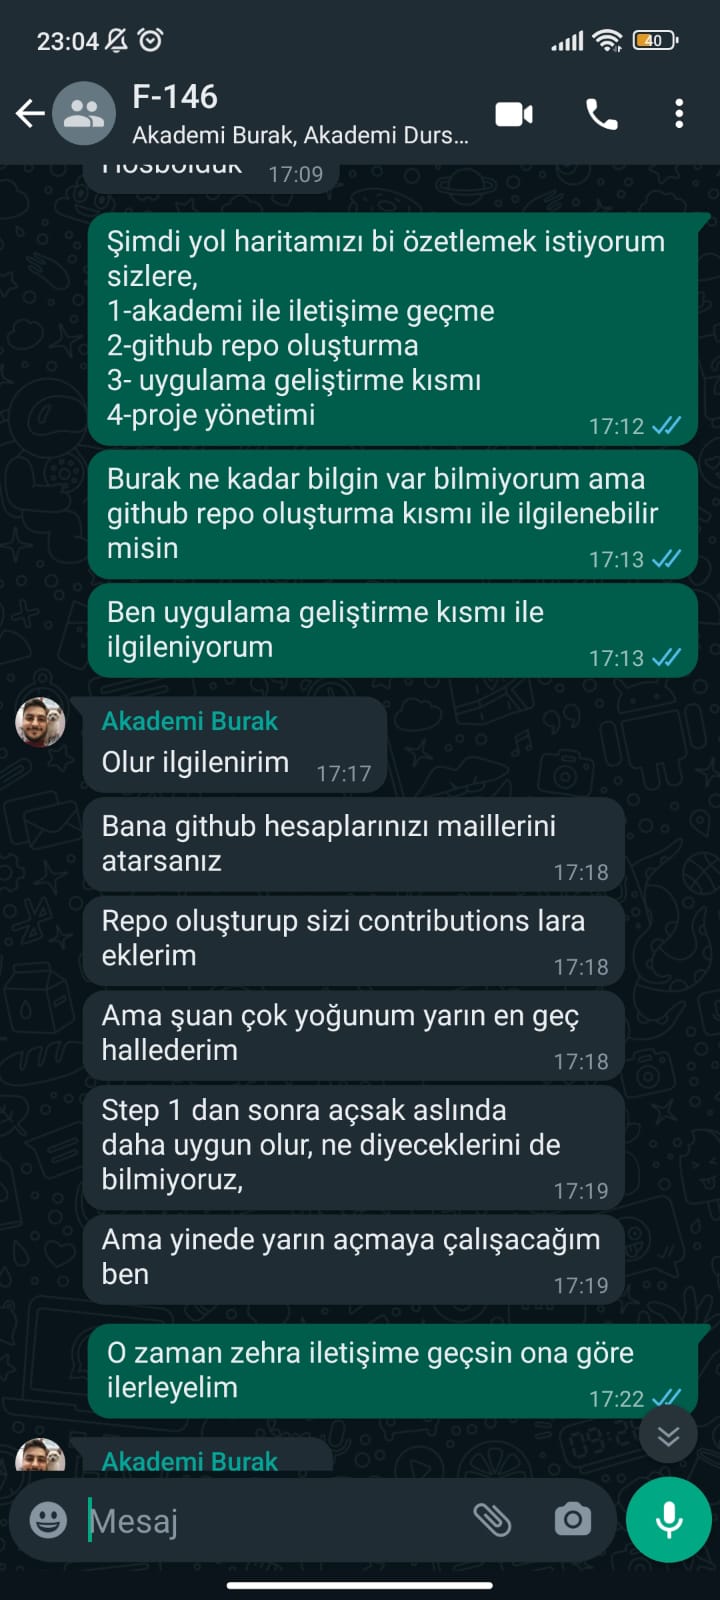 23:04
40
F-146
Akademi Burak, Akademi Durs...
Hoşbolduk 17:09
Şimdi yol haritamızı bi özetlemek istiyorum
sizlere,
1-akademi ile iletişime geçme
2-github repo oluşturma
3- uygulama geliştirme kısmı
4-proje yönetimi
17:12
Burak ne kadar bilgin var bilmiyorum ama
github repo oluşturma kısmı ile ilgilenebilir
misin
17:13
Ben uygulama geliştirme kısmı ile
ilgileniyorum
17:13
Akademi Burak
Olur ilgilenirim 17:17
Bana github hesaplarınızı maillerini
atarsanız
17:18
Repo oluşturup sizi contributions lara
eklerim
17:18
Ama şuan çok yoğunum yarın en geç
hallederim
17:18
Step 1 dan sonra açsak aslında
daha uygun olur, ne diyeceklerini de
bilmiyoruz,
17:19
Ama yinede yarın açmaya çalışacağım
ben
17:19
O zaman zehra iletişime geçsin ona göre
ilerleyelim
17:22
Akademi Burak
Mesaj